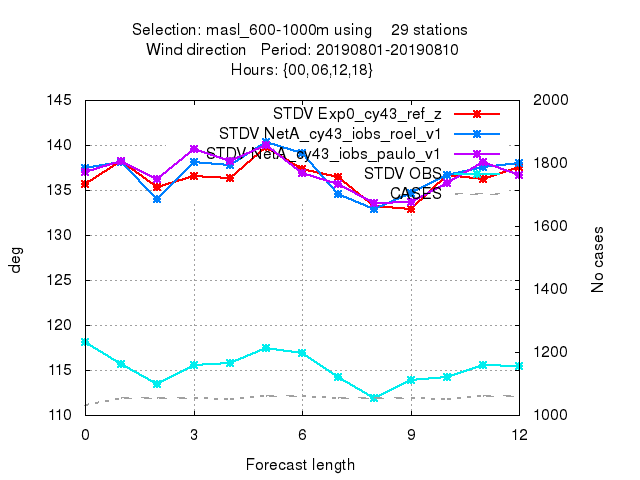 Selection: masl_600-1000m using 29 stations
Wind direction Period: 20190801-20190810
Hours: {00,06,12,18}
STDV Exp0_cy43_ref_z
STDV NetA_cy43_iobs_roel_v1
STDV NetA_cy43_iobs_paulo_v1
STDV OBS
CASES
deg
145
140
135
130
125
120
115
110
2000
1800
1600
1400
1200
1000
No cases
0 3 6 9 12
Forecast length